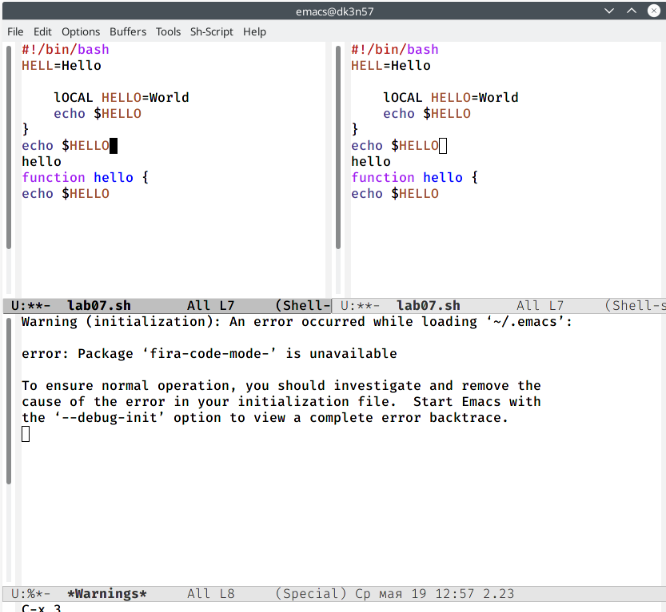 emacs@dk3n57
File Edit Options Buffers Tools Sh-Script Help
#!/bin/bash
HELL=Hello
    lOCAL HELLO=World
    echo $HELLO
}
echo $HELLO
hello
function hello {
echo $HELLO
U:**-  lab07.sh       All L7     (Shell-
#!/bin/bash
HELL=Hello
    lOCAL HELLO=World
    echo $HELLO
}
echo $HELLO
hello
function hello {
echo $HELLO
U:**-  lab07.sh       All L7     (Shell-s
Warning (initialization): An error occurred while loading ‘~/.emacs’:
error: Package ‘fira-code-mode-’ is unavailable
To ensure normal operation, you should investigate and remove the
cause of the error in your initialization file.  Start Emacs with
the ‘--debug-init’ option to view a complete error backtrace.
U:%*-  *Warnings*     All L8     (Special) Ср мая 19 12:57 2.23
C-x 3